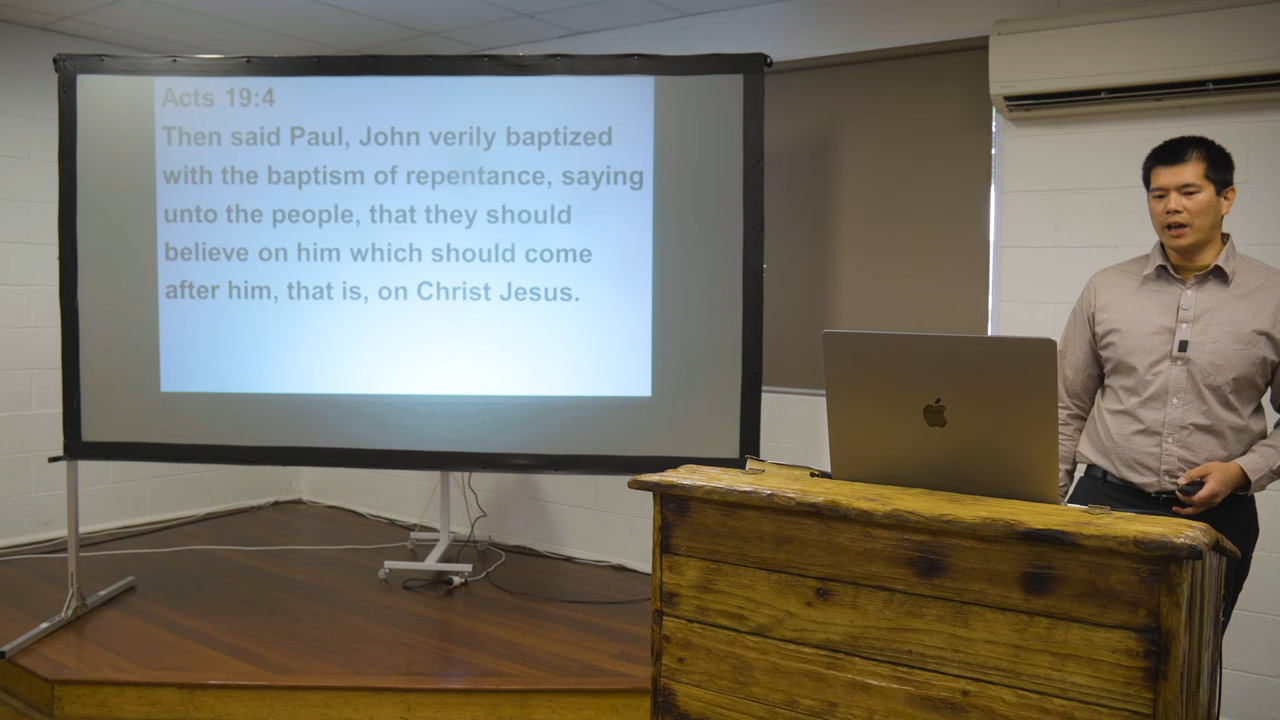 Acts 19:4
Then said Paul, John verily baptized
with the baptism of repentance, saying
unto the people, that they should
believe on him which should come
after him, that is, on Christ Jesus.